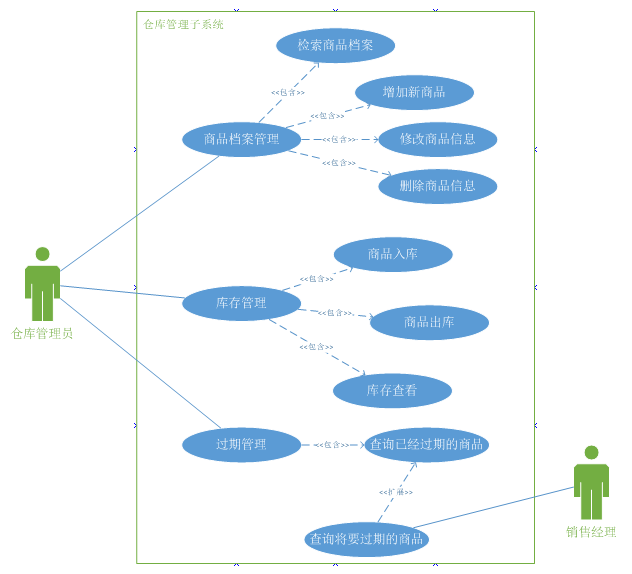 仓库管理子系统
检索商品档案
<<包含>>
增加新商品
<<包含>>
商品档案管理
<<包含>>
修改商品信息
<<包含>>
删除商品信息
商品入库
<<包含>>
库存管理
<<包含>>
商品出库
仓库管理员
<<包含>>
库存查看
过期管理
<<包含>>
查询已经过期的商品
<<扩展>>
销售经理
查询将要过期的商品